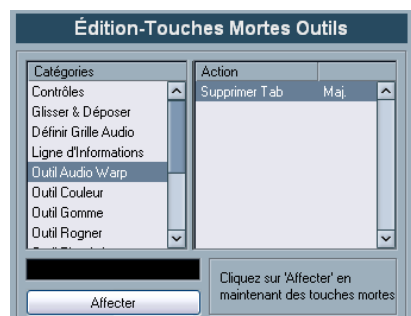 Édition-Touches Mortes Outils
Catégories
Contrôles
Glisser & Déposer
Définir Grille Audio
Ligne d'Informations
Outil Audio Warp
Outil Couleur
Outil Gomme
Outil Rogner
Action
Supprimer Tab Maj.
Affecter
Cliquez sur 'Affecter' en
maintenant des touches mortes